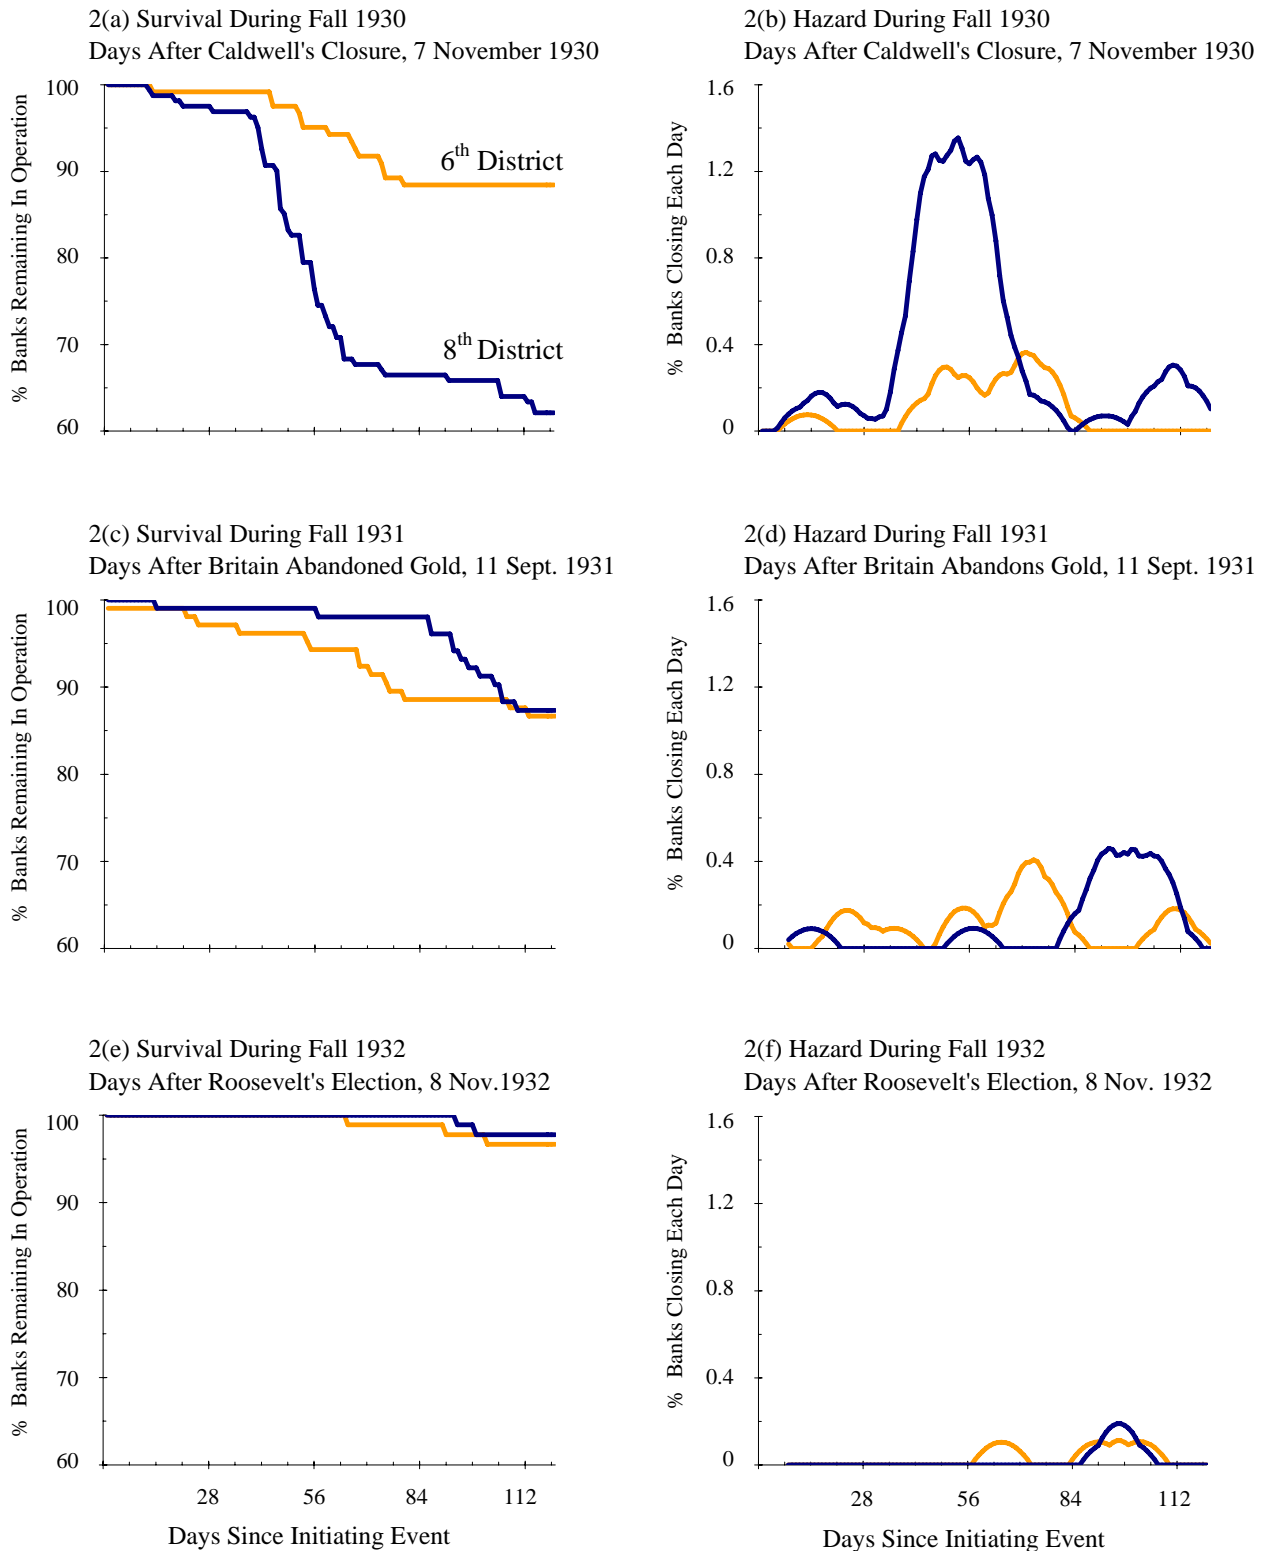 2(a) Survival During Fall 1930
Days After Caldwell's Closure, 7 November 1930
% Banks Remaining In Operation
100
90
80
70
60
6th District
8th District
2(b) Hazard During Fall 1930
Days After Caldwell's Closure, 7 November 1930
% Banks Closing Each Day
1.6
1.2
0.8
0.4
0
2(c) Survival During Fall 1931
Days After Britain Abandoned Gold, 11 Sept. 1931
% Banks Remaining In Operation
100
90
80
70
60
2(d) Hazard During Fall 1931
Days After Britain Abandons Gold, 11 Sept. 1931
% Banks Closing Each Day
1.6
1.2
0.8
0.4
0
2(e) Survival During Fall 1932
Days After Roosevelt's Election, 8 Nov.1932
% Banks Remaining In Operation
100
90
80
70
60
28 56 84 112
Days Since Initiating Event
2(f) Hazard During Fall 1932
Days After Roosevelt's Election, 8 Nov. 1932
% Banks Closing Each Day
1.6
1.2
0.8
0.4
0
28 56 84 112
Days Since Initiating Event